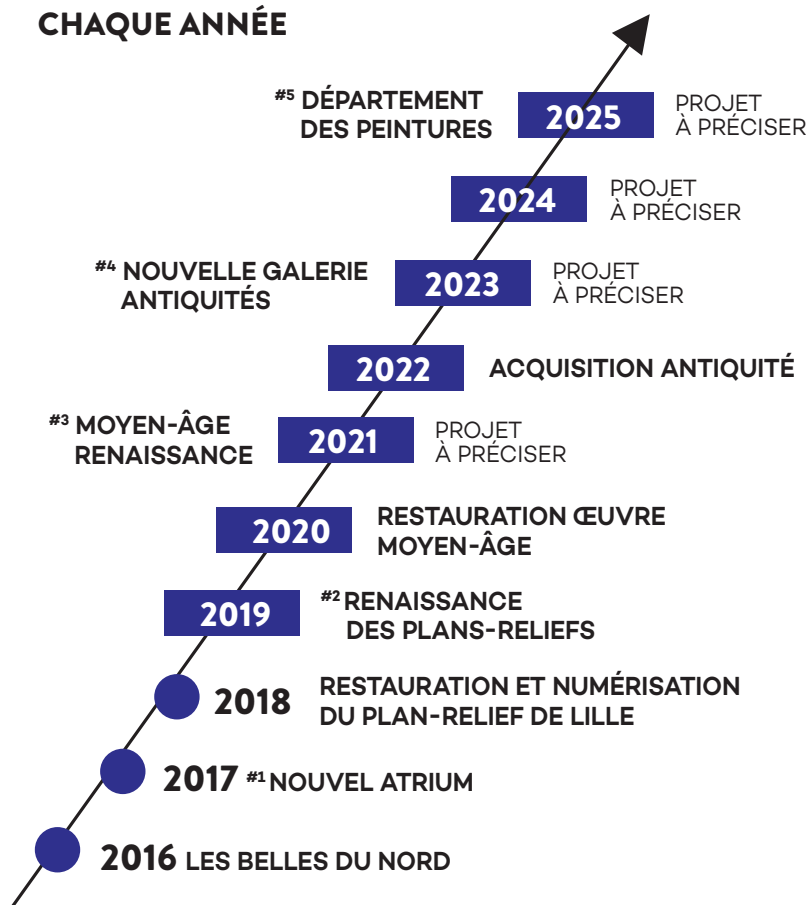 CHAQUE ANNÉE
#5 DÉPARTEMENT
DES PEINTURES
2025
PROJET
À PRÉCISER
2024
PROJET
À PRÉCISER
#4 NOUVELLE GALERIE
ANTIQUITÉS
2023
PROJET
À PRÉCISER
2022
ACQUISITION ANTIQUITÉ
#3 MOYEN-ÂGE
RENAISSANCE
2021
PROJET
À PRÉCISER
2020
RESTAURATION ŒUVRE
MOYEN-ÂGE
2019
#2 RENAISSANCE
DES PLANS-RELIEFS
2018
RESTAURATION ET NUMÉRISATION
DU PLAN-RELIEF DE LILLE
2017 #1 NOUVEL ATRIUM
2016 LES BELLES DU NORD